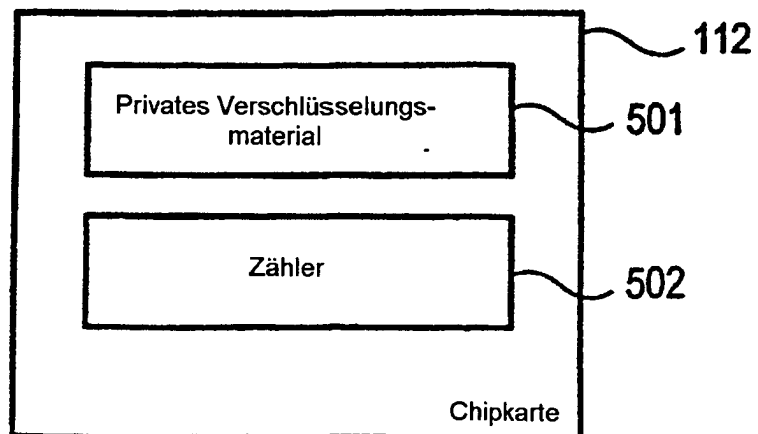 112
Privates Verschlüsselungs-
material
501
Zähler
502
Chipkarte